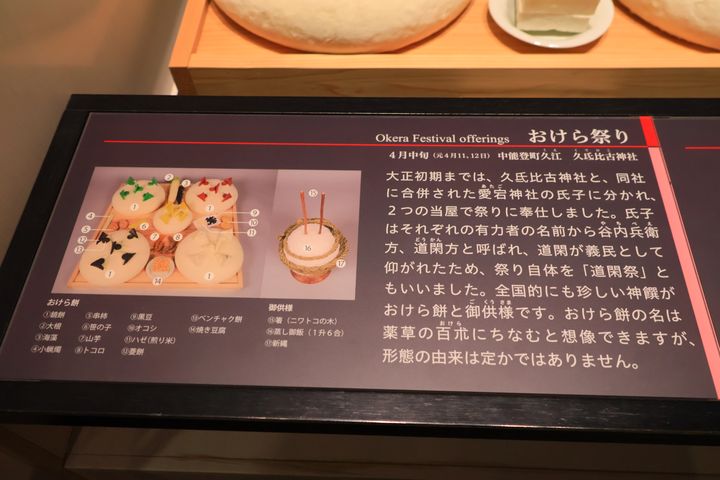 Okera Festival offerings おけら祭り
4月中旬（元4月11、12日） 中能登町久江 久氐比古神社
大正初期までは、久氐比古神社と、同社
に合併された愛宕神社の氏子に分かれ、
2つの当屋で祭りに奉仕しました。氏子
はそれぞれの有力者の名前から谷内兵衛
方、道閑方と呼ばれ、道閑が義民として
仰がれたため、祭り自体を「道閑祭」と
もいいました。全国的にも珍しい神饌が
おけら餅と御供様です。おけら餅の名は
薬草の百朮にちなむと想像できますが、
形態の由来は定かではありません。
おけら餅
①鏡餅
②大根
③海藻
⑤串柿
⑥笹の子
⑦山芋
⑧トコロ
⑨黒豆
⑩オコシ
⑪ハゼ(煎り米)
⑫菱餅
⑬ベンチャク餅
⑭焼き豆腐
御供様
⑮箸（ニワトコの木）
⑯蒸し御飯（1升6合）
⑰新縄